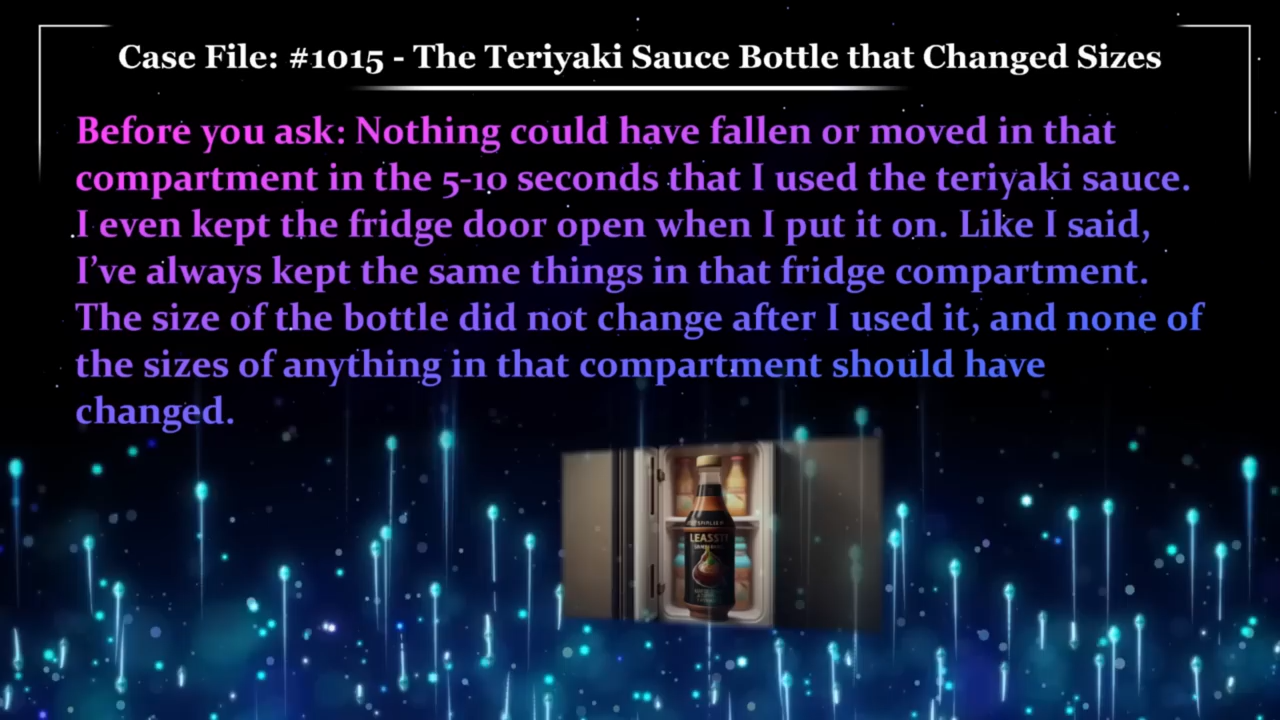 Case File: #1015 - The Teriyaki Sauce Bottle that Changed Sizes
Before you ask: Nothing could have fallen or moved in that
compartment in the 5-10 seconds that I used the teriyaki sauce.
I even kept the fridge door open when I put it on. Like I said,
I’ve always kept the same things in that fridge compartment.
The size of the bottle did not change after I used it, and none of
the sizes of anything in that compartment should have
changed.